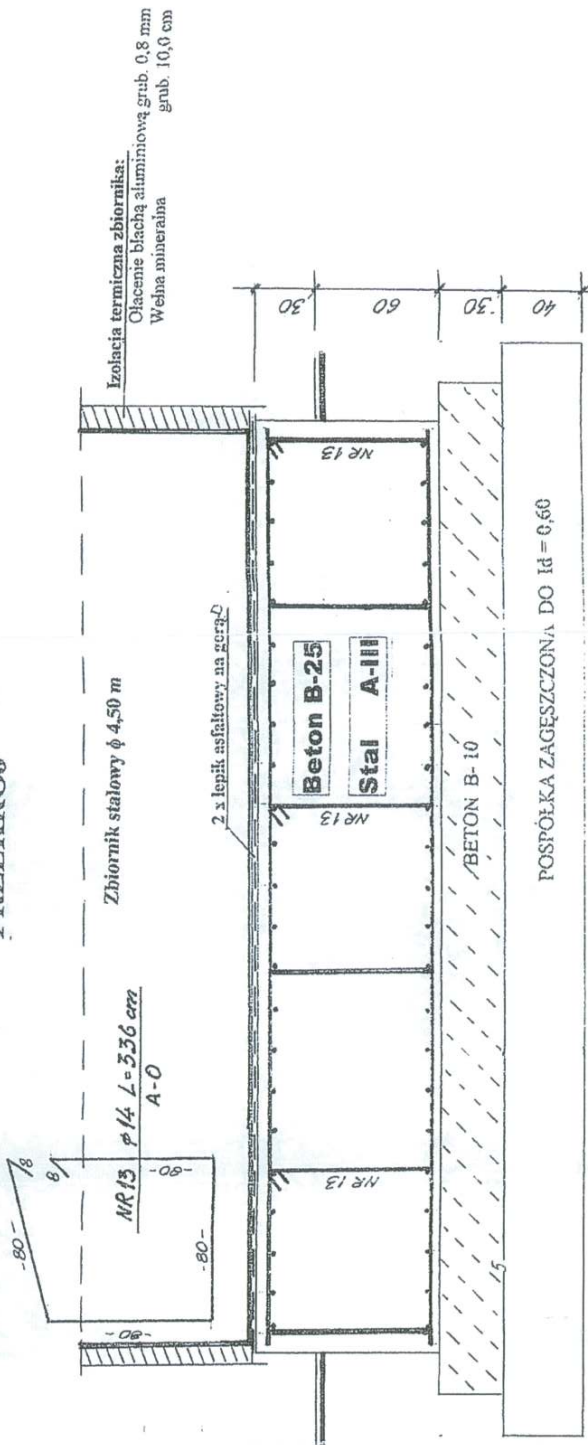 Izolacja termiczna zbiornika:
Ołacenie blachą aluminiową grub. 0,8 mm
Wełna mineralna grub. 10,0 cm
Zbiornik stalowy ϕ 4,50 m
NR 13 ϕ14 L=336 cm
A-0
-80-
8
8
-80-
-80-
-80-
2 x lepik asfaltowy na gorąco
NR 13
NR 13
NR 13
Beton B-25
Stal A-III
BETON B-10
15
POSPÓŁKA ZAGĘSZCZONA DO Id = 0,60
30
60
30
40